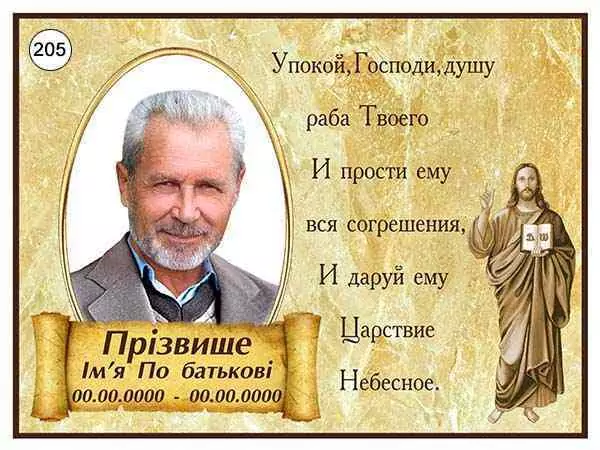 205
Упокой, Господи, душу
раба Твоего
И прости ему
вся согрешения,
И даруй ему
Царствие
Небесное.
Прізвище
Ім'я По батькові
00.00.0000 - 00.00.0000